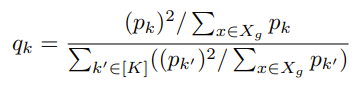 q_k = \frac{(p_k)^2 / \sum_{x \in X_g} p_k}{\sum_{k' \in [K]} ((p_{k'})^2 / \sum_{x \in X_g} p_{k'})}